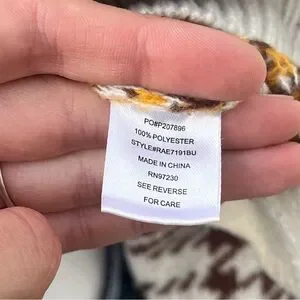 PO#P207896
100% POLYESTER
STYLE#RAE7191BU
MADE IN CHINA
RN97230
SEE REVERSE
FOR CARE